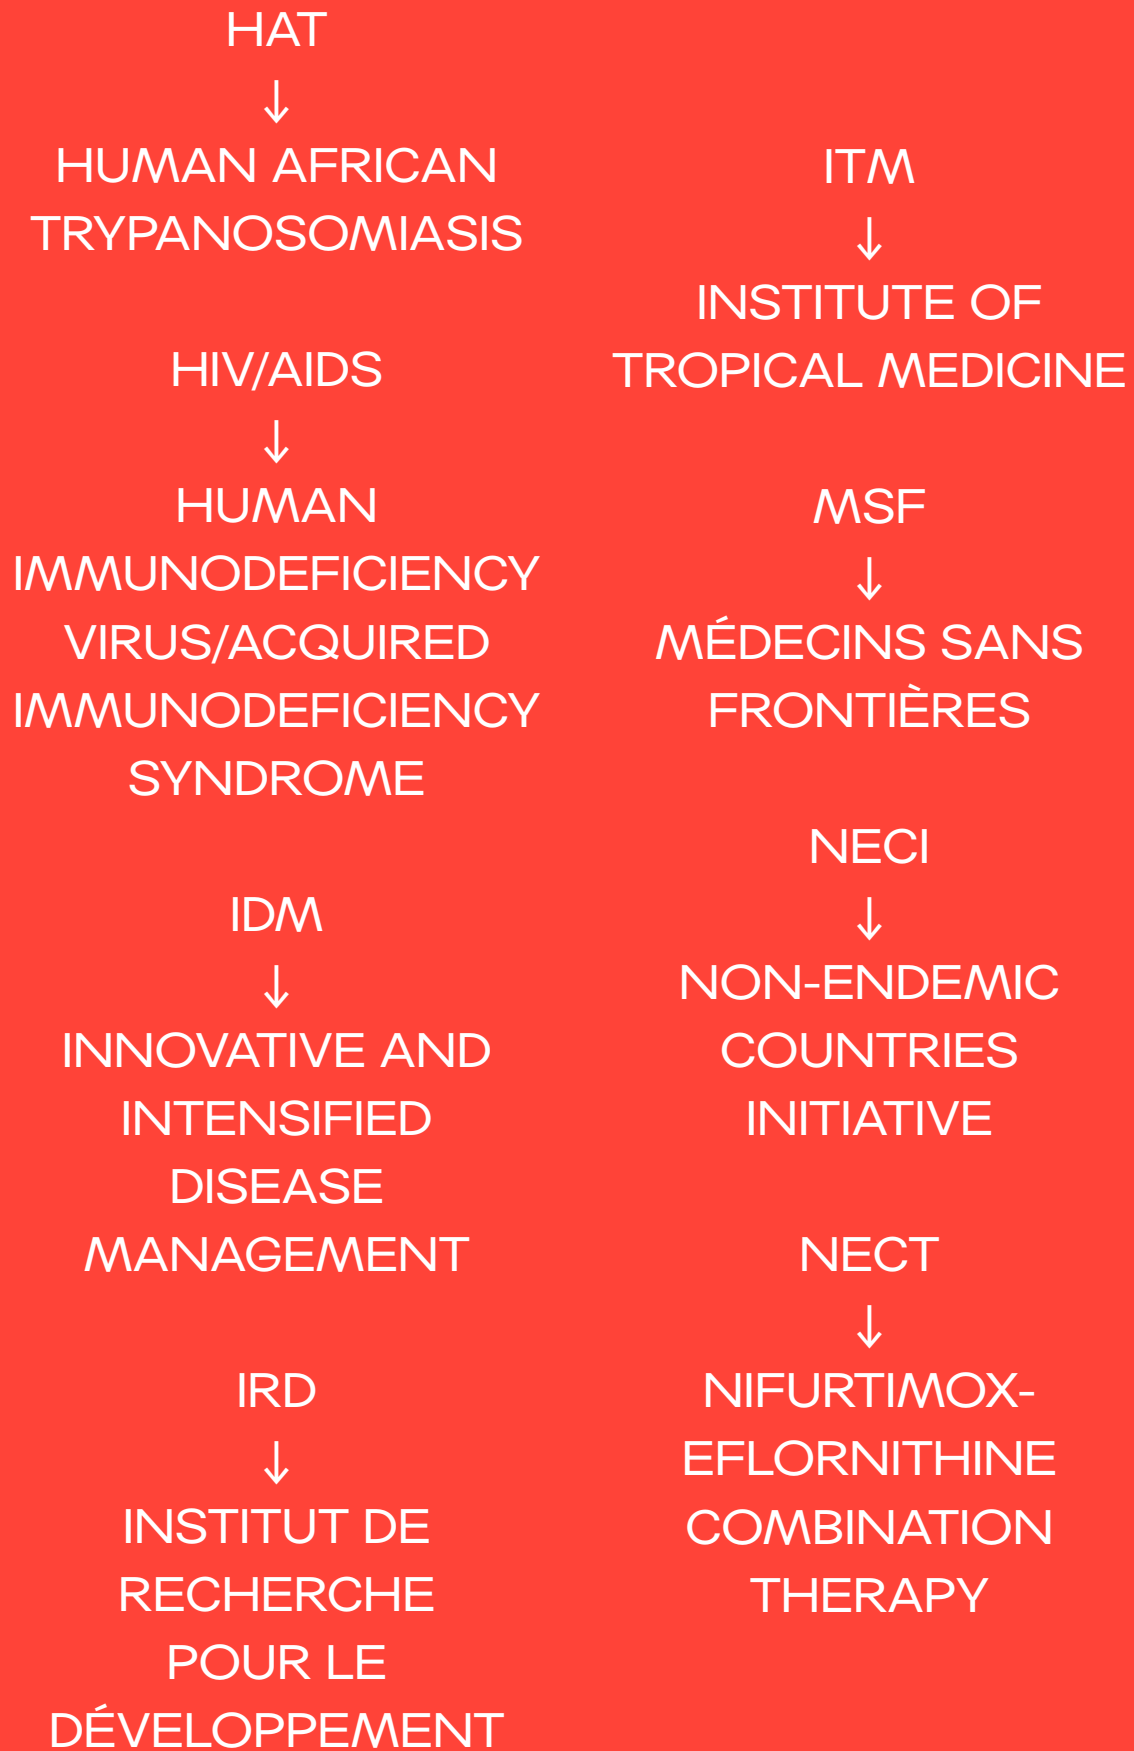 HAT
↓
HUMAN AFRICAN
TRYPANOSOMIASIS
HIV/AIDS
↓
HUMAN
IMMUNODEFICIENCY
VIRUS/ACQUIRED
IMMUNODEFICIENCY
SYNDROME
IDM
↓
INNOVATIVE AND
INTENSIFIED
DISEASE
MANAGEMENT
IRD
↓
INSTITUT DE
RECHERCHE
POUR LE
DÉVELOPPEMENT
ITM
↓
INSTITUTE OF
TROPICAL MEDICINE
MSF
↓
MÉDECINS SANS
FRONTIÈRES
NECI
↓
NON-ENDEMIC
COUNTRIES
INITIATIVE
NECT
↓
NIFURTIMOX-
EFLORNITHINE
COMBINATION
THERAPY